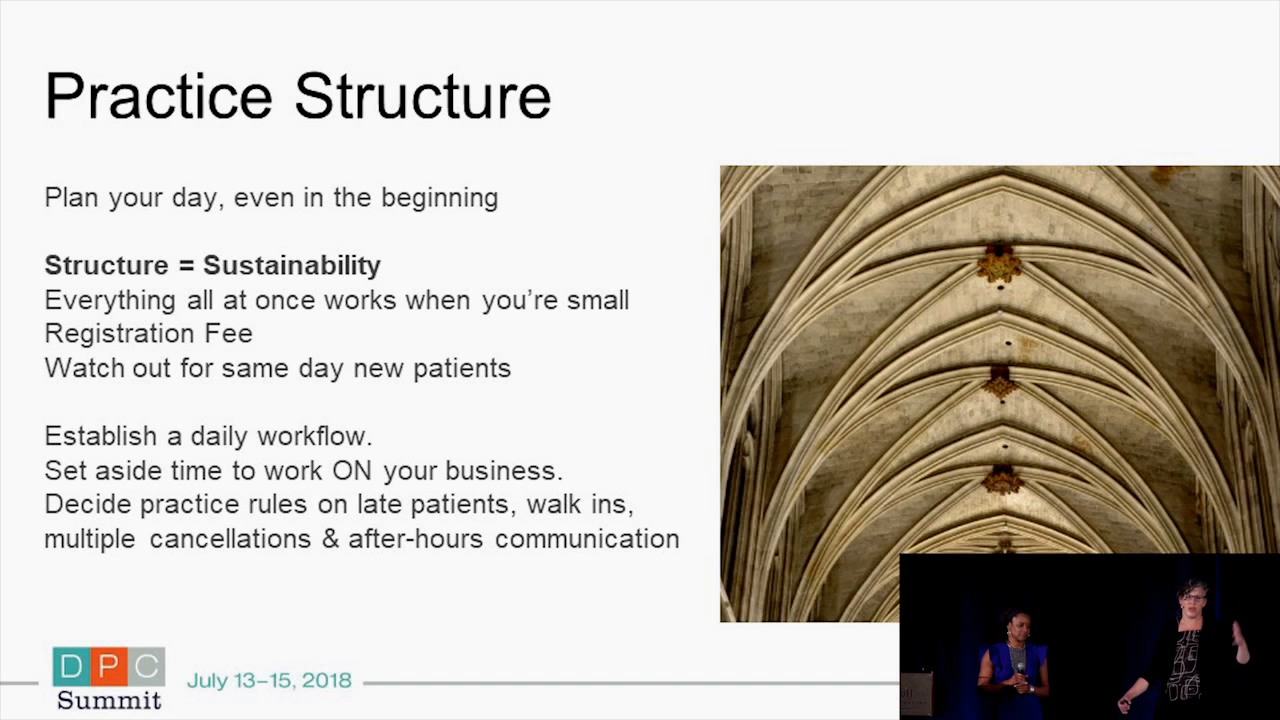 Practice Structure
Plan your day, even in the beginning
Structure = Sustainability
Everything all at once works when you’re small
Registration Fee
Watch out for same day new patients
Establish a daily workflow.
Set aside time to work ON your business.
Decide practice rules on late patients, walk ins,
multiple cancellations & after-hours communication
DPC
Summit
July 13–15, 2018